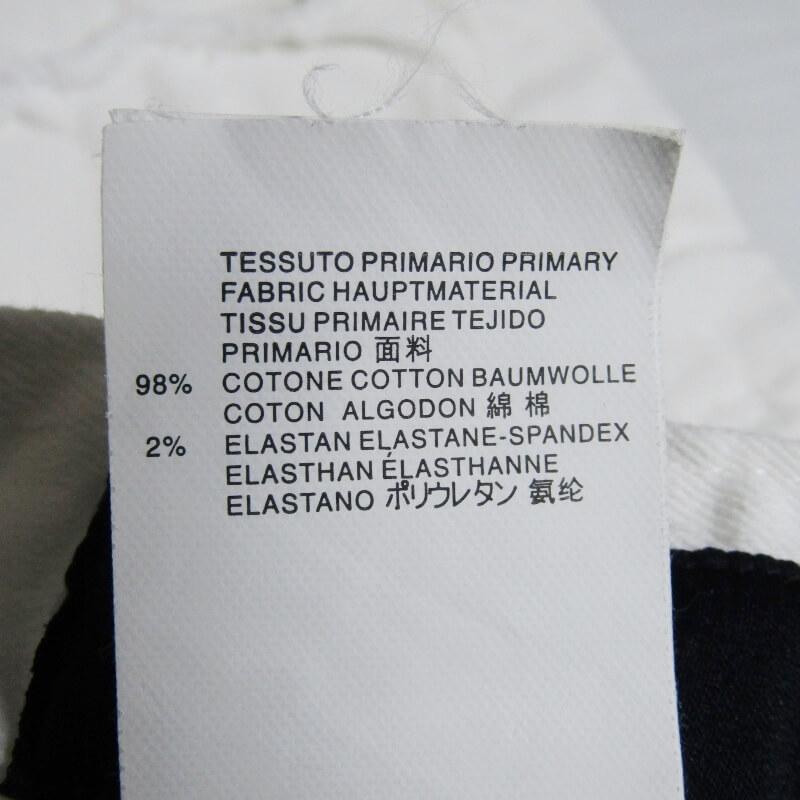 TESSUTO PRIMARIO PRIMARY
FABRIC HAUPTMATERIAL
TISSU PRIMAIRE TEJIDO
PRIMARIO 面料
98% COTONE COTTON BAUMWOLLE
COTON ALGODON 綿 棉
2% ELASTAN ELASTANE-SPANDEX
ELASTHAN ÉLASTHANNE
ELASTANO ポリウレタン 氨纶